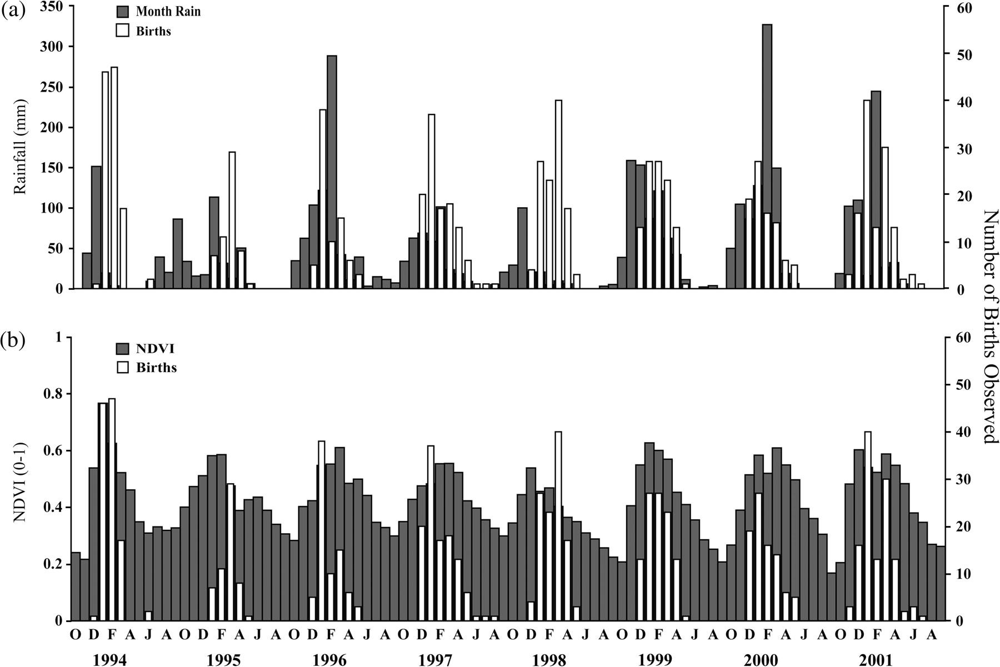 (a)
350
300
250
200
150
100
50
0
Rainfall (mm)
Month Rain
Births
60
50
40
30
20
10
0
Number of Births Observed
(b)
1
0.8
0.6
0.4
0.2
0
NDVI (0-1)
NDVI
Births
60
50
40
30
20
10
0
O D F A J A O D F A J A O D F A J A O D F A J A O D F A J A O D F A J A O D F A J A O D F A J A
1994 1995 1996 1997 1998 1999 2000 2001